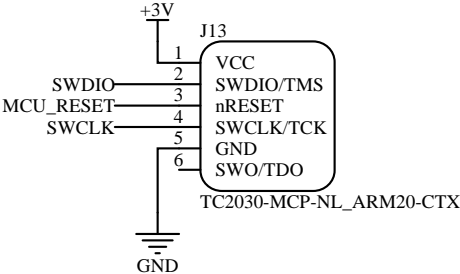 +3V
J13
1 VCC
SWDIO 2 SWDIO/TMS
MCU_RESET 3 nRESET
SWCLK 4 SWCLK/TCK
5 GND
6 SWO/TDO
TC2030-MCP-NL_ARM20-CTX
GND